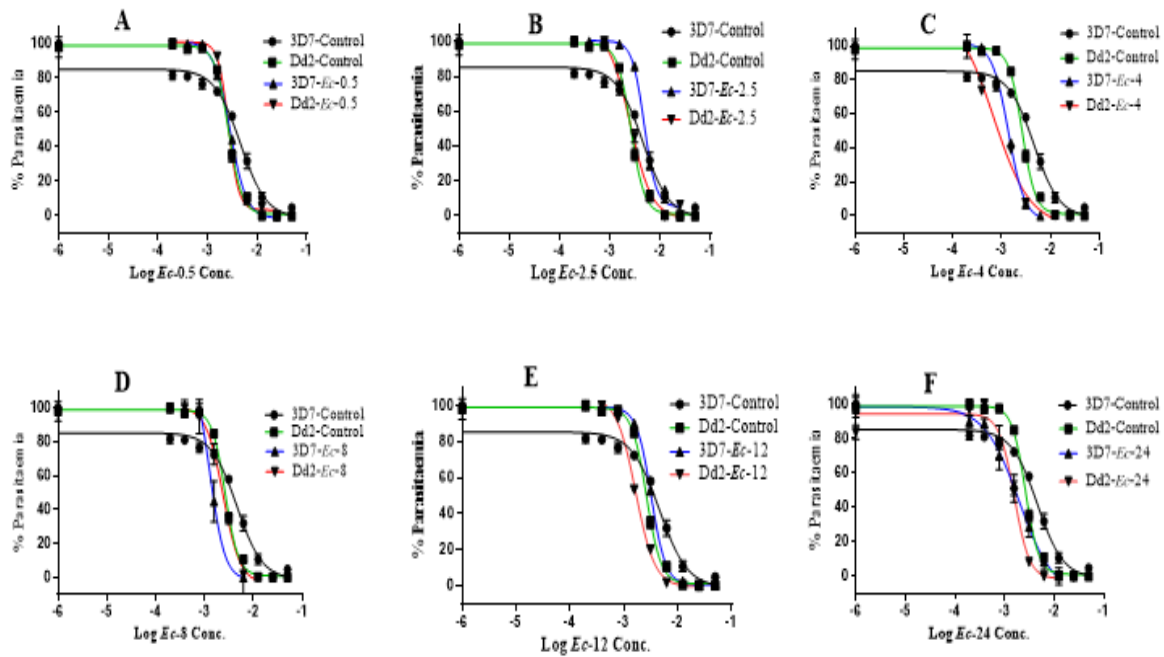 A
% Parasitaemia
100
80
60
40
20
0
-6 -5 -4 -3 -2 -1
Log Ec-0.5 Conc.
3D7-Control
Dd2-Control
3D7-Ec-0.5
Dd2-Ec-0.5
B
% Parasitaemia
100
80
60
40
20
0
-6 -5 -4 -3 -2 -1
Log Ec-2.5 Conc.
3D7-Control
Dd2-Control
3D7-Ec-2.5
Dd2-Ec-2.5
C
% Parasitaemia
100
80
60
40
20
0
-6 -5 -4 -3 -2 -1
Log Ec-4 Conc.
3D7-Control
Dd2-Control
3D7-Ec-4
Dd2-Ec-4
D
% Parasitaemia
100
80
60
40
20
0
-6 -5 -4 -3 -2 -1
Log Ec-8 Conc.
3D7-Control
Dd2-Control
3D7-Ec-8
Dd2-Ec-8
E
% Parasitaemia
100
80
60
40
20
0
-6 -5 -4 -3 -2 -1
Log Ec-12 Conc.
3D7-Control
Dd2-Control
3D7-Ec-12
Dd2-Ec-12
F
% Parasitaemia
100
80
60
40
20
0
-6 -5 -4 -3 -2 -1
Log Ec-24 Conc.
3D7-Control
Dd2-Control
3D7-Ec-24
Dd2-Ec-24